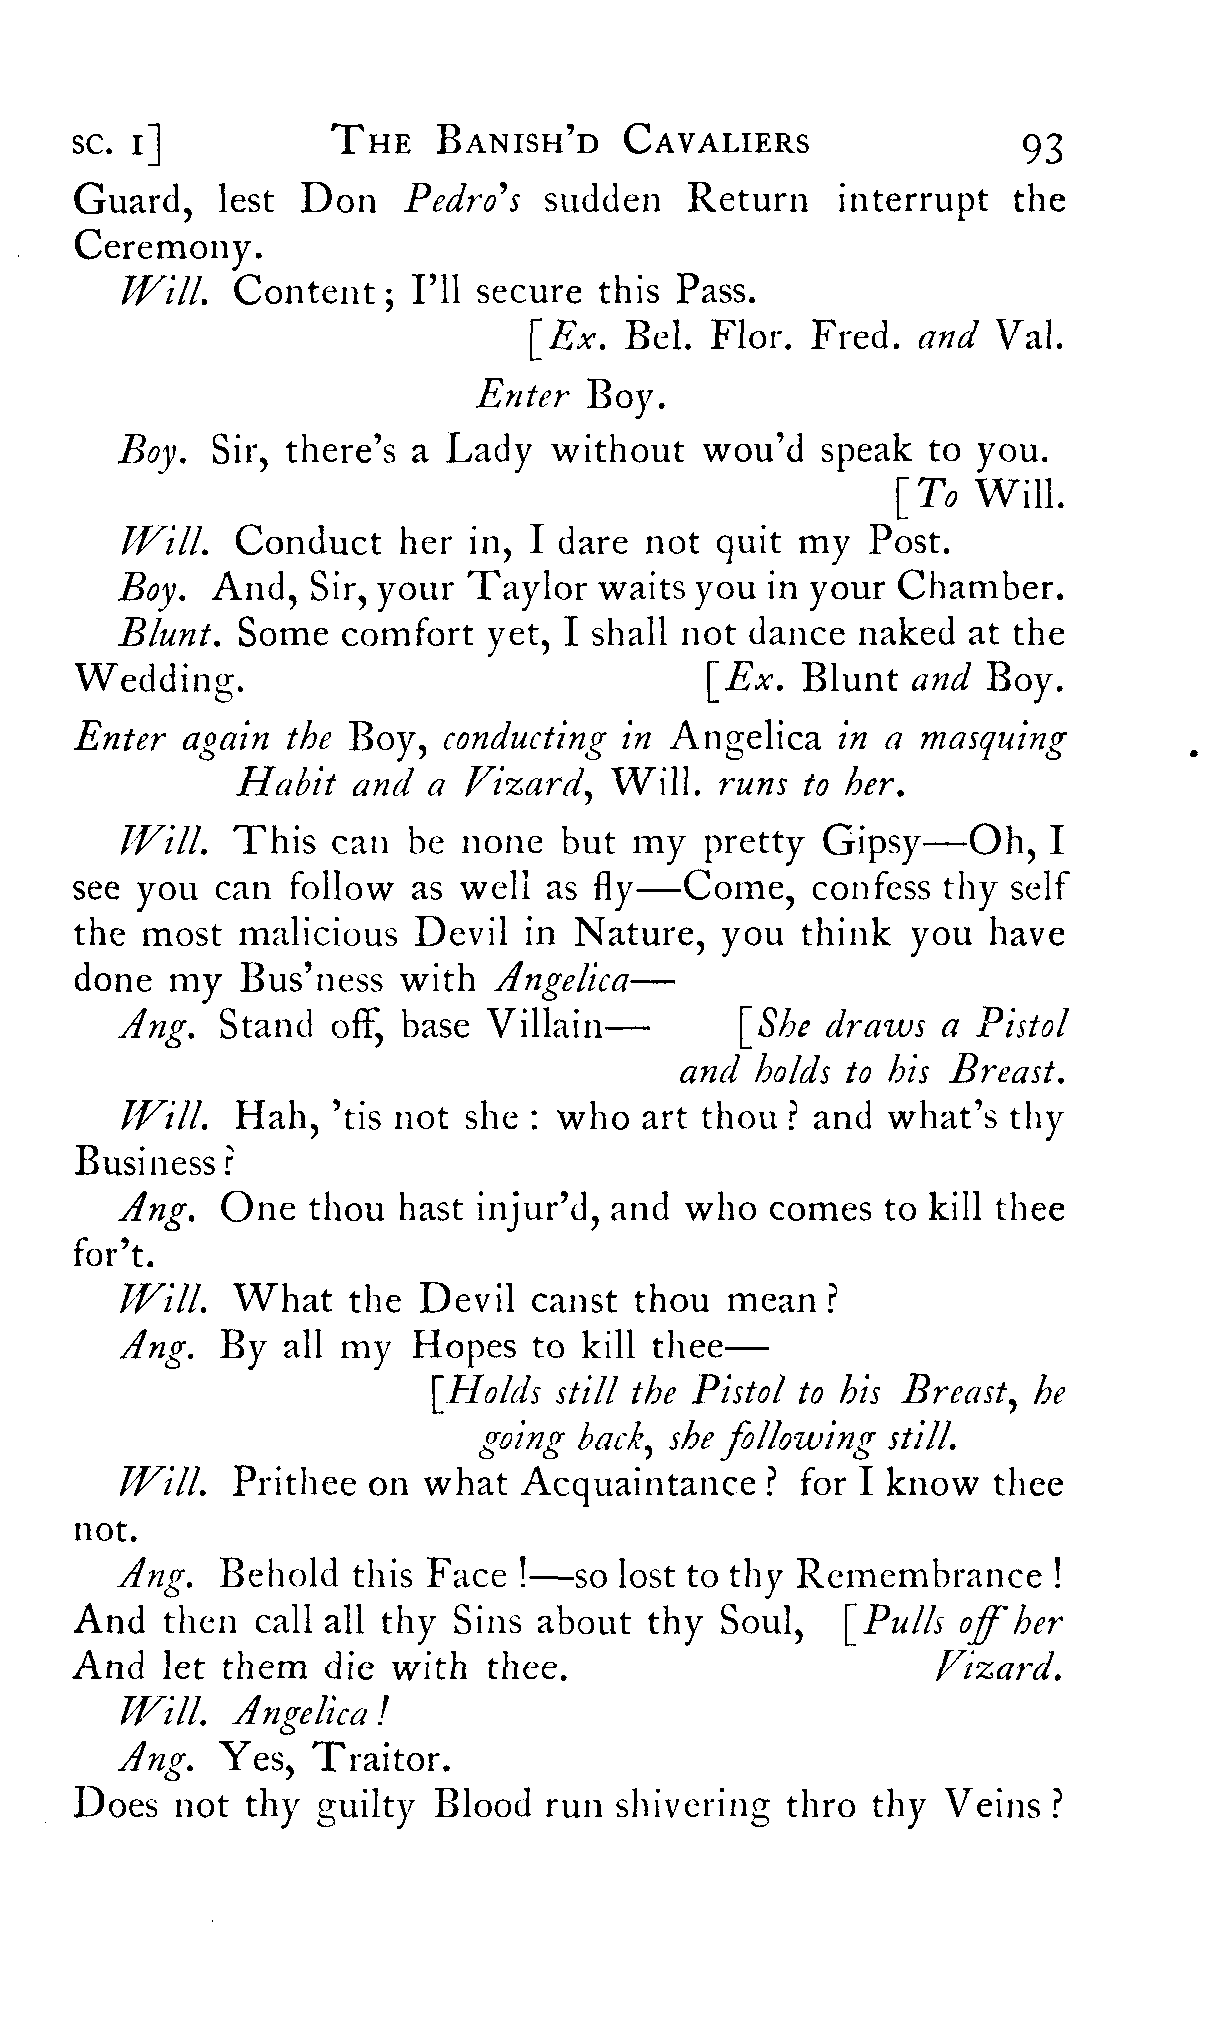 sc. I] The Banish'd Cavaliers 93
Guard, lest Don Pedro's sudden Return interrupt the
Ceremony.
Will. Content; I'll secure this Pass.
[Ex. Bel. Flor. Fred. and Val.
Enter Boy.
Boy. Sir, there's a Lady without wou'd speak to you.
[To Will.
Will. Conduct her in, I dare not quit my Post.
Boy. And, Sir, your Taylor waits you in your Chamber.
Blunt. Some comfort yet, I shall not dance naked at the
Wedding. [Ex. Blunt and Boy.
Enter again the Boy, conducting in Angelica in a masquing
Habit and a Vizard, Will. runs to her.
Will. This can be none but my pretty Gipsy—Oh, I
see you can follow as well as fly—Come, confess thy self
the most malicious Devil in Nature, you think you have
done my Bus'ness with Angelica—
Ang. Stand off, base Villain— [She draws a Pistol
and holds to his Breast.
Will. Hah, 'tis not she: who art thou? and what's thy
Business?
Ang. One thou hast injur'd, and who comes to kill thee
for't.
Will. What the Devil canst thou mean?
Ang. By all my Hopes to kill thee—
[Holds still the Pistol to his Breast, he
going back, she following still.
Will. Prithee on what Acquaintance? for I know thee
not.
Ang. Behold this Face!—so lost to thy Remembrance!
And then call all thy Sins about thy Soul, [Pulls off her
And let them die with thee. Vizard.
Will. Angelica!
Ang. Yes, Traitor.
Does not thy guilty Blood run shivering thro thy Veins?